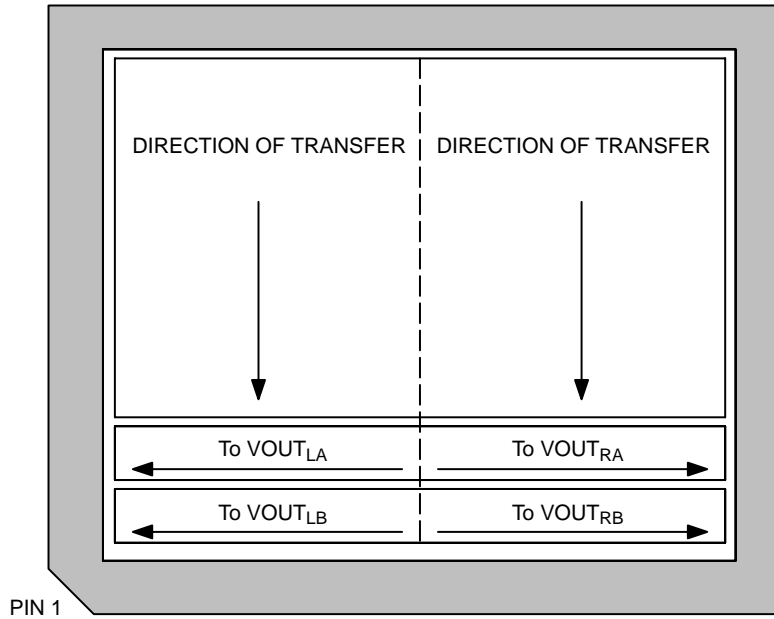 DIRECTION OF TRANSFER DIRECTION OF TRANSFER
To VOUTLA To VOUTRA
To VOUTLB To VOUTRB
PIN 1